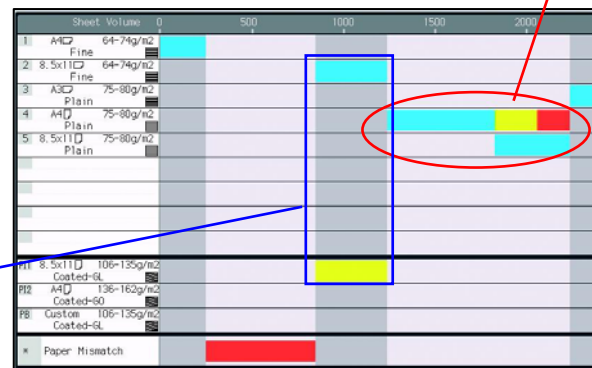 Sheet Volume 0 500 1000 1500 2000
1 A4 64-74g/m2
Fine
2 8.5x11 64-74g/m2
Fine
3 A3 75-80g/m2
Plain
4 A4 75-80g/m2
Plain
5 8.5x11 75-80g/m2
Plain
PI1 8.5x11 106-135g/m2
Coated-GL
PI2 A4 136-162g/m2
Coated-GO
PB Custom 106-135g/m2
Coated-GL
* Paper Mismatch